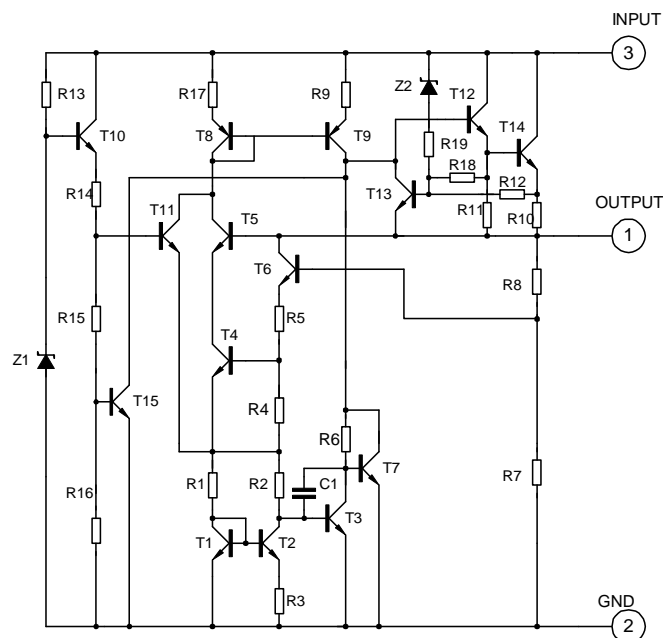 INPUT
3
R13
R17
R9
Z2
T12
T10
T8
T9
T14
R19
R18
R14
T13
R12
T11
T5
R11
R10
OUTPUT
1
T6
R8
R15
R5
Z1
T4
T15
R4
R6
T7
R7
R16
R1
R2
C1
T3
T1
T2
R3
GND
2